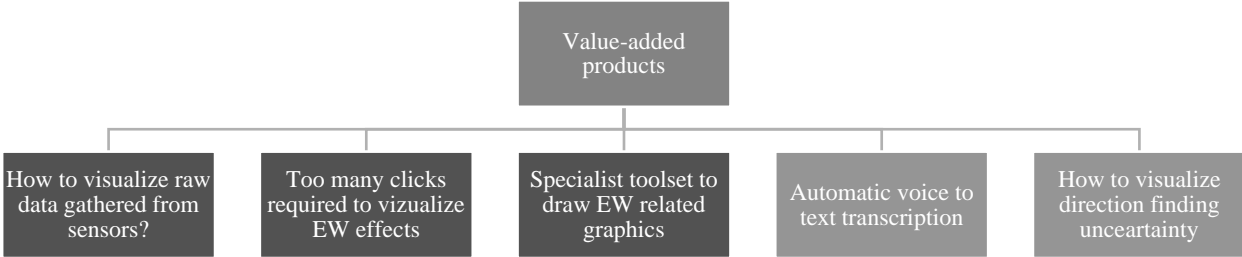 Value-added
products
How to visualize raw
data gathered from
sensors?
Too many clicks
required to vizualize
EW effects
Specialist toolset to
draw EW related
graphics
Automatic voice to
text transcription
How to visualize
direction finding
unceartainty